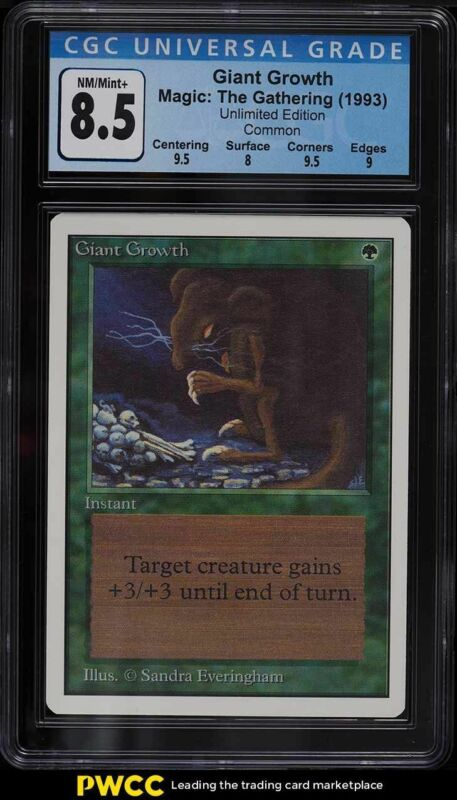 CGC UNIVERSAL GRADE
NM/Mint+
8.5
Giant Growth
Magic: The Gathering (1993)
Unlimited Edition
Common
Centering Surface Corners Edges
9.5 8 9.5 9
Giant Growth
Instant
Target creature gains
+3/+3 until end of turn.
Illus. © Sandra Everingham
PWCC Leading the trading card marketplace